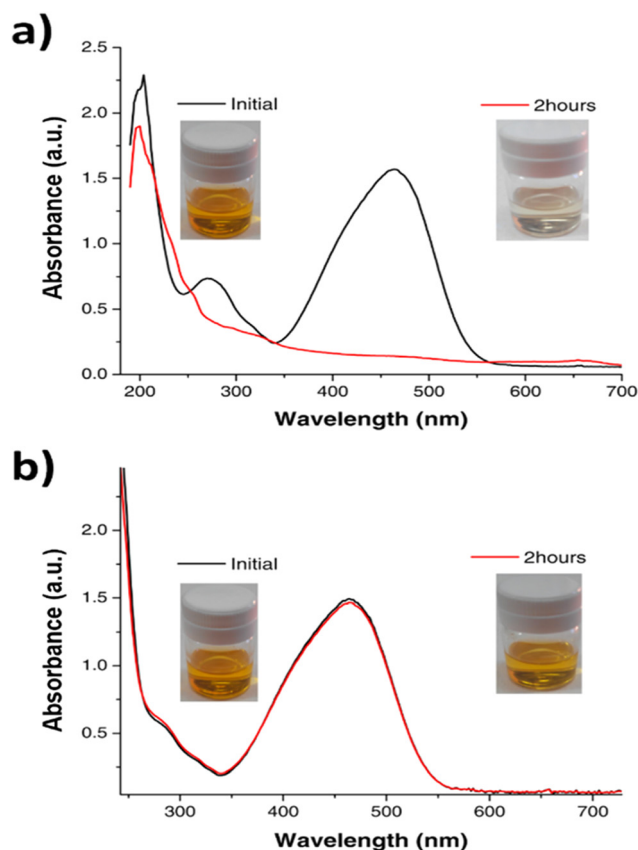 a)
2.5
2.0
1.5
1.0
0.5
0.0
Absorbance (a.u.)
Initial
2hours
200 300 400 500 600 700
Wavelength (nm)
b)
2.0
1.5
1.0
0.5
Absorbance (a.u.)
Initial
2hours
300 400 500 600 700
Wavelength (nm)